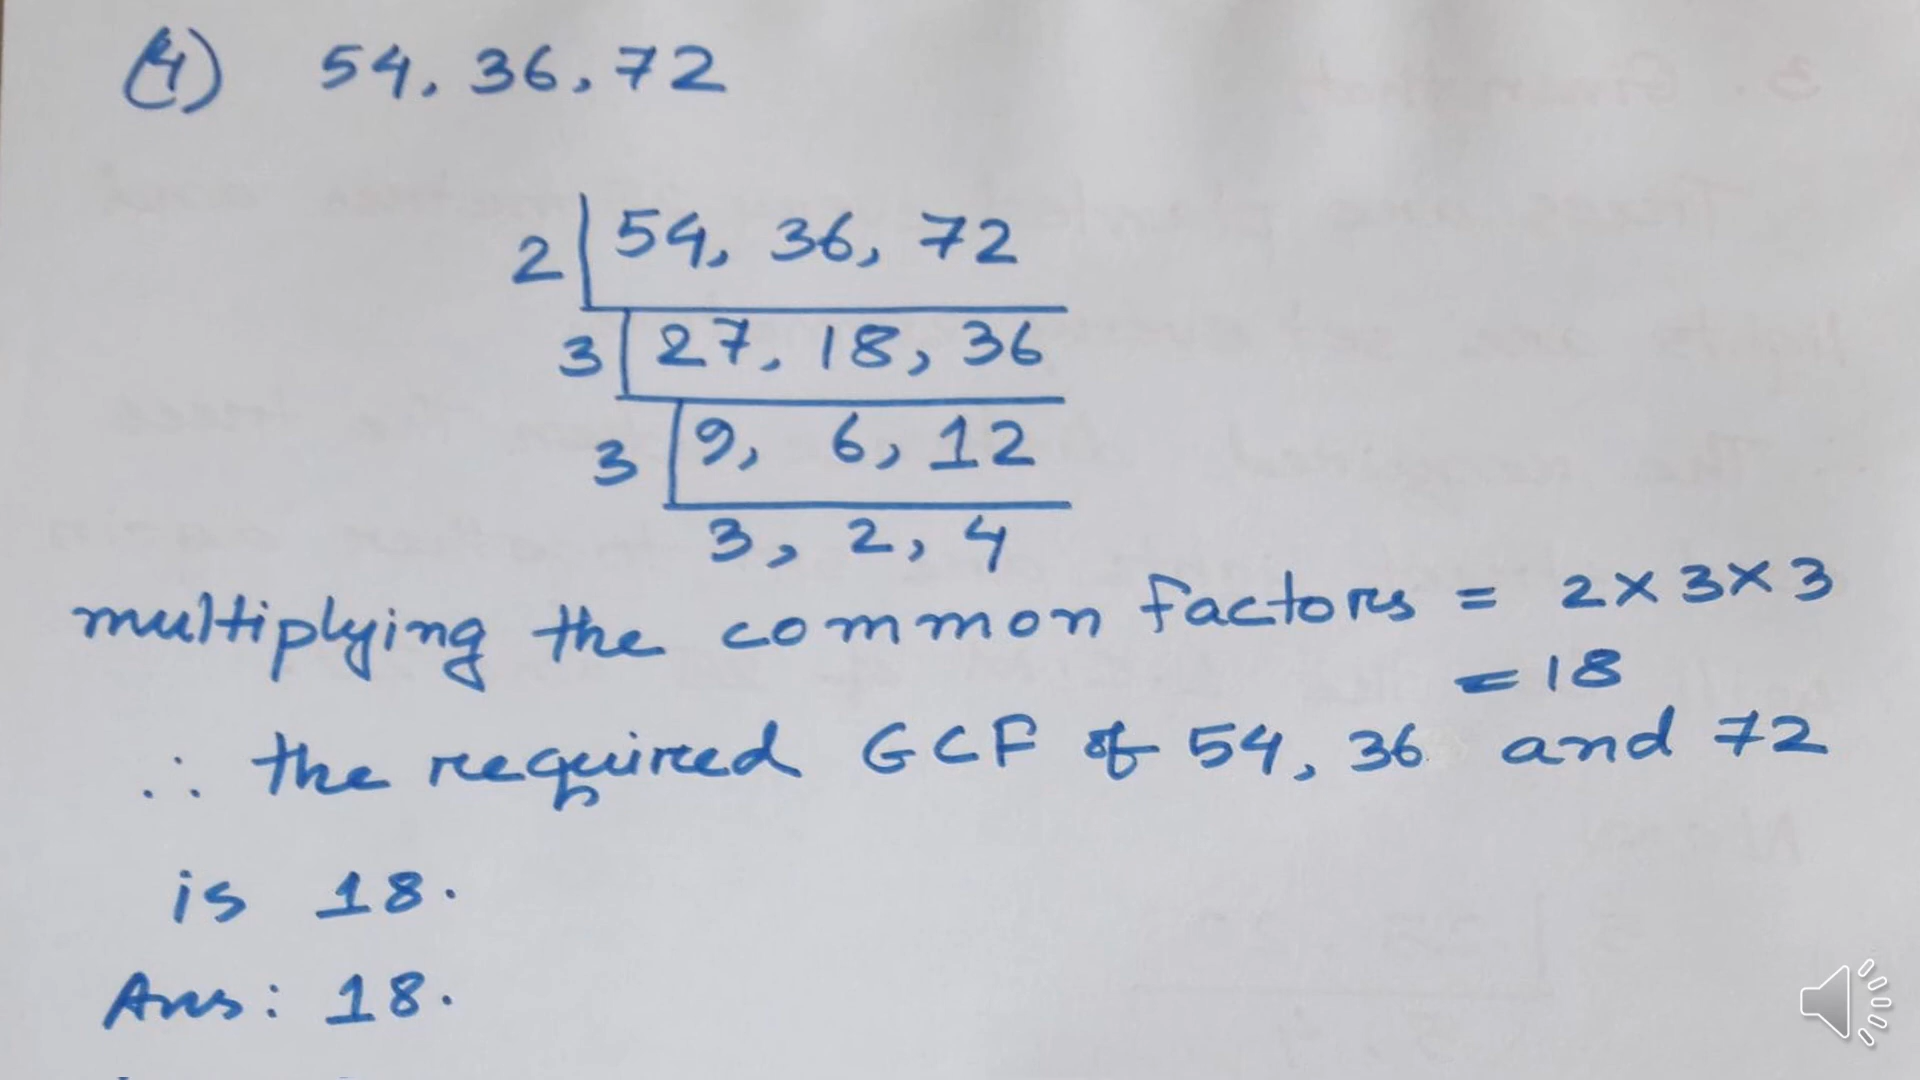 (4) 54, 36, 72
2 | 54, 36, 72
3 | 27, 18, 36
3 | 9, 6, 12
3, 2, 4
multiplying the common factors = 2 × 3 × 3
= 18
∴ the required GCF of 54, 36 and 72
is 18.
Ans: 18.